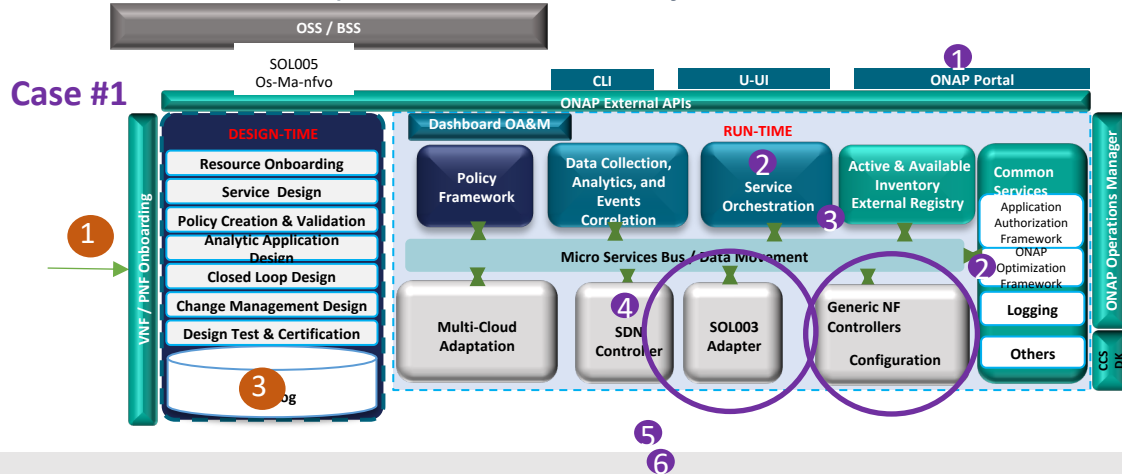 OSS / BSS
SOL005
Os-Ma-nfvo
Case #1
CLI
U-UI
1
ONAP Portal
ONAP External APIs
VNF / PNF Onboarding
1
DESIGN-TIME
Resource Onboarding
Service Design
Policy Creation & Validation
Analytic Application
Design
Closed Loop Design
Change Management Design
Design Test & Certification
3
Dashboard OA&M
RUN-TIME
Policy
Framework
Data Collection,
Analytics, and
Events
Correlation
2
Service
Orchestration
3
Active & Available
Inventory
External Registry
Common
Services
Application
Authorization
Framework
2
ONAP
Optimization
Framework
Logging
Others
Micro Services Bus / Data Movement
Multi-Cloud
Adaptation
4
SDN
Controller
SOL003
Adapter
Generic NF
Controllers
Configuration
ONAP Operations Manager
CCS
DK
5
6